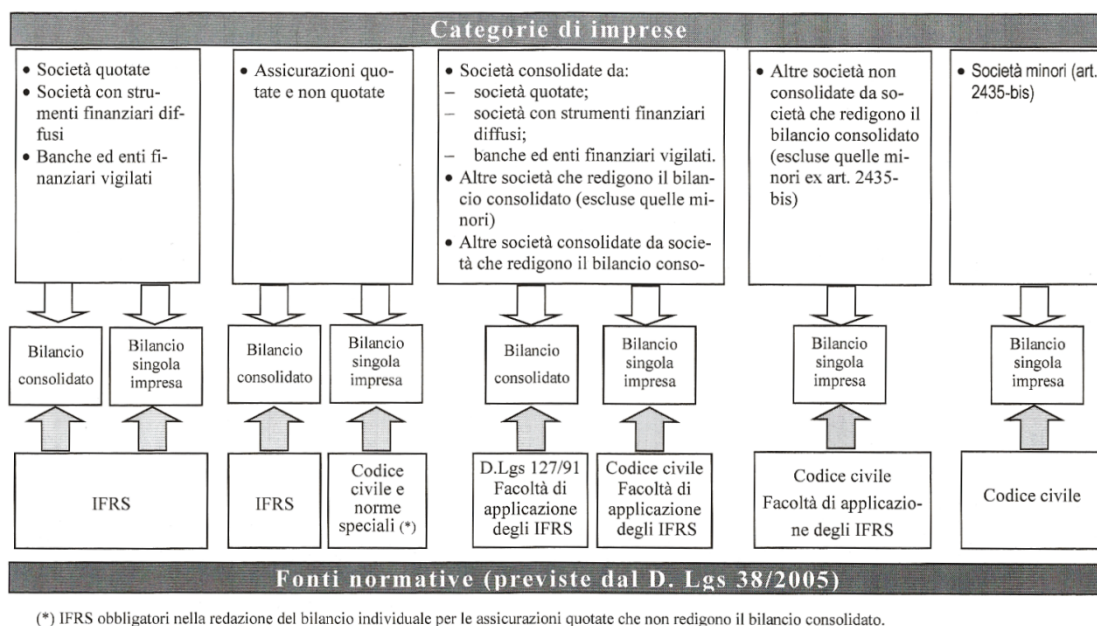 Categorie di imprese
• Società quotate
• Società con stru-
menti finanziari dif-
fusi
• Banche ed enti fi-
nanziari vigilati
• Assicurazioni quo-
tate e non quotate
• Società consolidate da:
– società quotate;
– società con strumenti finanziari
diffusi;
– banche ed enti finanziari vigilati.
• Altre società che redigono il bilan-
cio consolidato (escluse quelle mi-
nori)
• Altre società consolidate da socie-
tà che redigono il bilancio conso-
• Altre società non
consolidate da so-
cietà che redigono il
bilancio consolidato
(escluse quelle mi-
nori ex art. 2435-
bis)
• Società minori (art.
2435-bis)
Bilancio
consolidato
Bilancio
singola
impresa
Bilancio
consolidato
Bilancio
singola
impresa
Bilancio
consolidato
Bilancio
singola
impresa
Bilancio
singola
impresa
Bilancio
singola
impresa
IFRS
IFRS
Codice
civile e
norme
speciali (*)
D.Lgs 127/91
Facoltà di
applicazione
degli IFRS
Codice civile
Facoltà di
applicazione
degli IFRS
Codice civile
Facoltà di applicazio-
ne degli IFRS
Codice civile
Fonti normative (previste dal D. Lgs 38/2005)
(*) IFRS obbligatori nella redazione del bilancio individuale per le assicurazioni quotate che non redigono il bilancio consolidato.